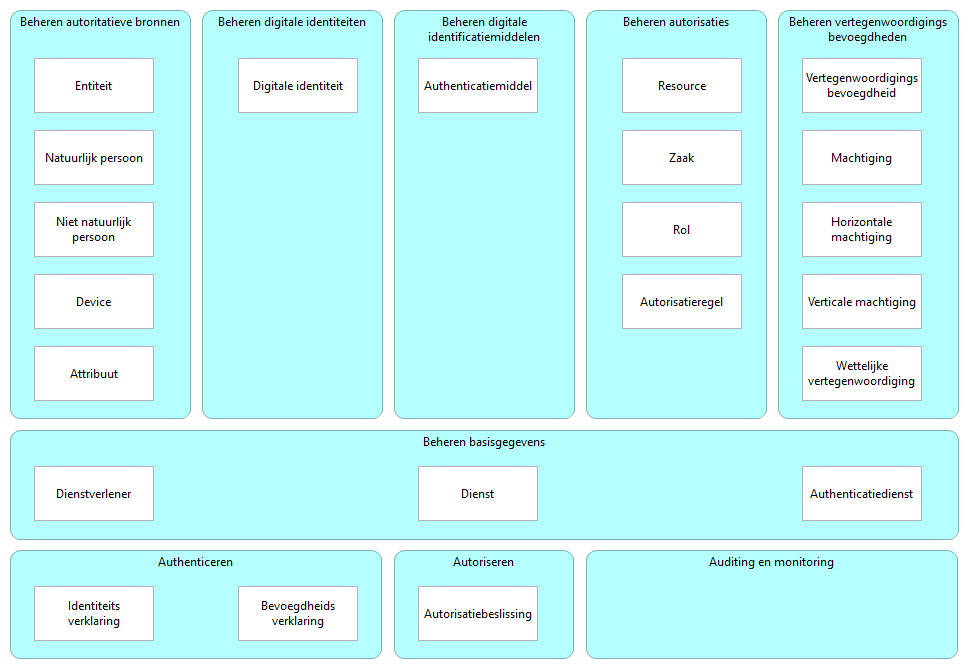 Beheren autoritatieve bronnen
Entiteit
Natuurlijk persoon
Niet natuurlijk
persoon
Device
Attribuut
Beheren digitale identiteiten
Digitale identiteit
Beheren digitale
identificatiemiddelen
Authenticatiemiddel
Beheren autorisaties
Resource
Zaak
Rol
Autorisatieregel
Beheren vertegenwoordigings
bevoegdheden
Vertegenwoordigings
bevoegdheid
Machtiging
Horizontale
machtiging
Verticale machtiging
Wettelijke
vertegenwoordiging
Beheren basisgegevens
Dienstverlener
Dienst
Authenticatiedienst
Authenticeren
Identiteits
verklaring
Bevoegdheids
verklaring
Autoriseren
Autorisatiebeslissing
Auditing en monitoring